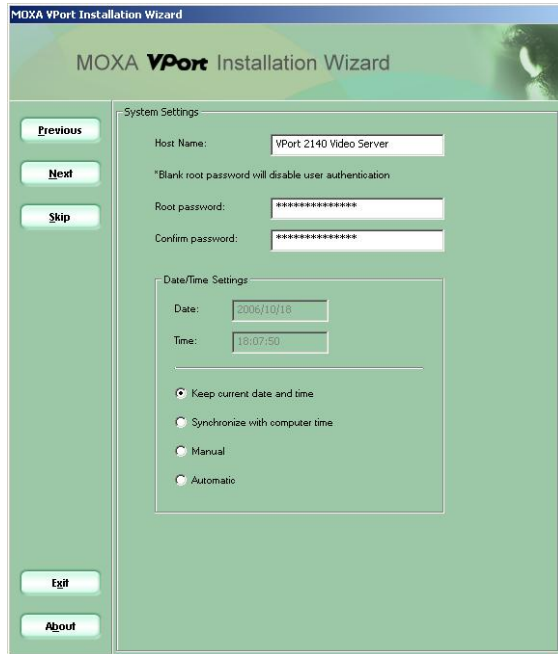 MOXA VPort Installation Wizard
MOXA VPort Installation Wizard
Previous
Next
Skip
Exit
About
System Settings
Host Name: VPort 2140 Video Server
*Blank root password will disable user authentication
Root password: **************
Confirm password: **************
Date/Time Settings
Date: 2006/10/18
Time: 18:07:50
Keep current date and time
Synchronize with computer time
Manual
Automatic